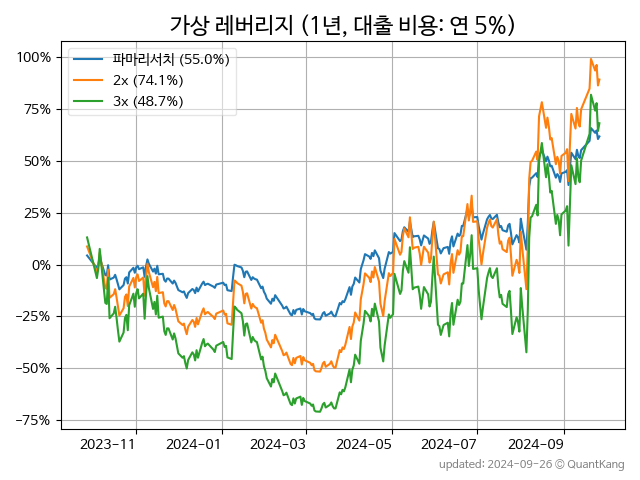 가상 레버리지 (1년, 대출 비용: 연 5%)
파마리서치 (55.0%)
2x (74.1%)
3x (48.7%)
100%
75%
50%
25%
0%
−25%
−50%
−75%
2023-11
2024-01
2024-03
2024-05
2024-07
2024-09
updated: 2024-09-26 © QuantKang